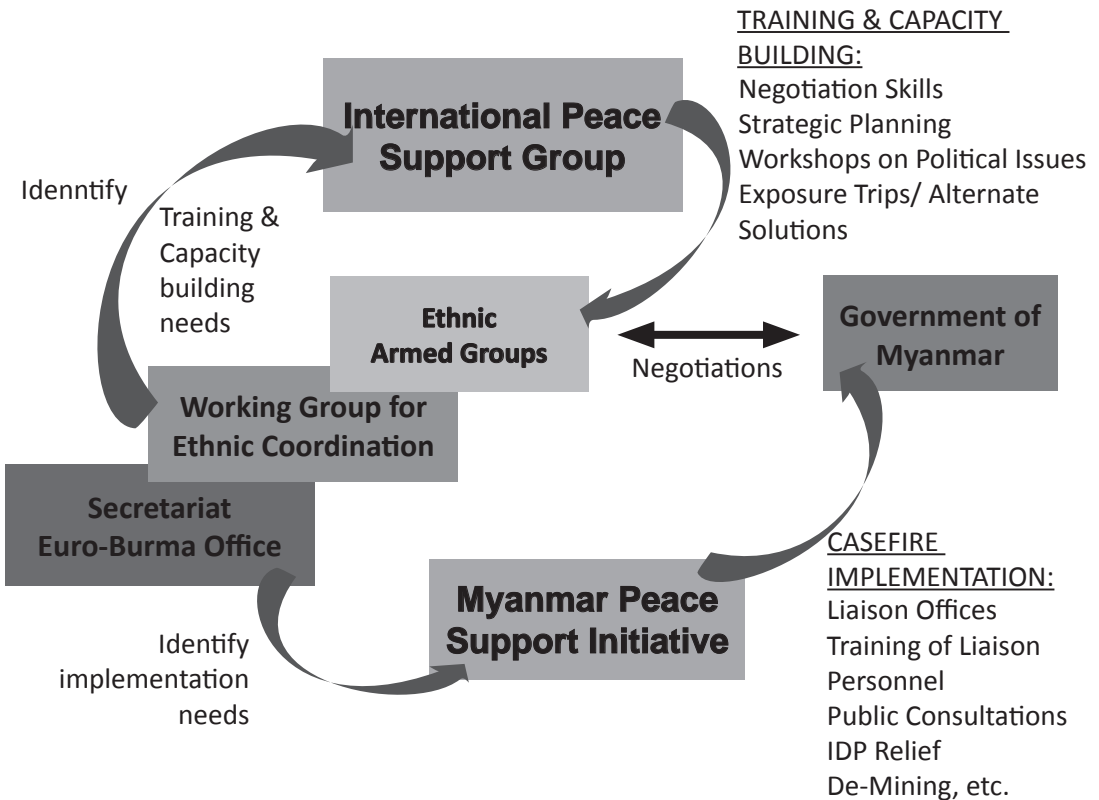 TRAINING & CAPACITY
BUILDING:
Negotiation Skills
Strategic Planning
Workshops on Political Issues
Exposure Trips/ Alternate
Solutions
International Peace
Support Group
Idenntify
Training &
Capacity
building
needs
Ethnic
Armed Groups
Negotiations
Government of
Myanmar
Working Group for
Ethnic Coordination
Secretariat
Euro-Burma Office
Identify
implementation
needs
Myanmar Peace
Support Initiative
CASEFIRE
IMPLEMENTATION:
Liaison Offices
Training of Liaison
Personnel
Public Consultations
IDP Relief
De-Mining, etc.